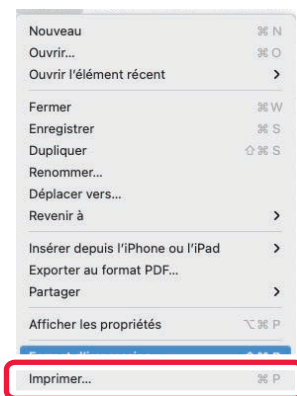 Nouveau ⌘ N
Ouvrir... ⌘ O
Ouvrir l'élément récent >
Fermer ⌘ W
Enregistrer ⌘ S
Dupliquer ⇧ ⌘ S
Renommer...
Déplacer vers...
Revenir à >
Insérer depuis l'iPhone ou l'iPad >
Exporter au format PDF...
Partager >
Afficher les propriétés ⌥ ⌘ P
Imprimer... ⌘ P